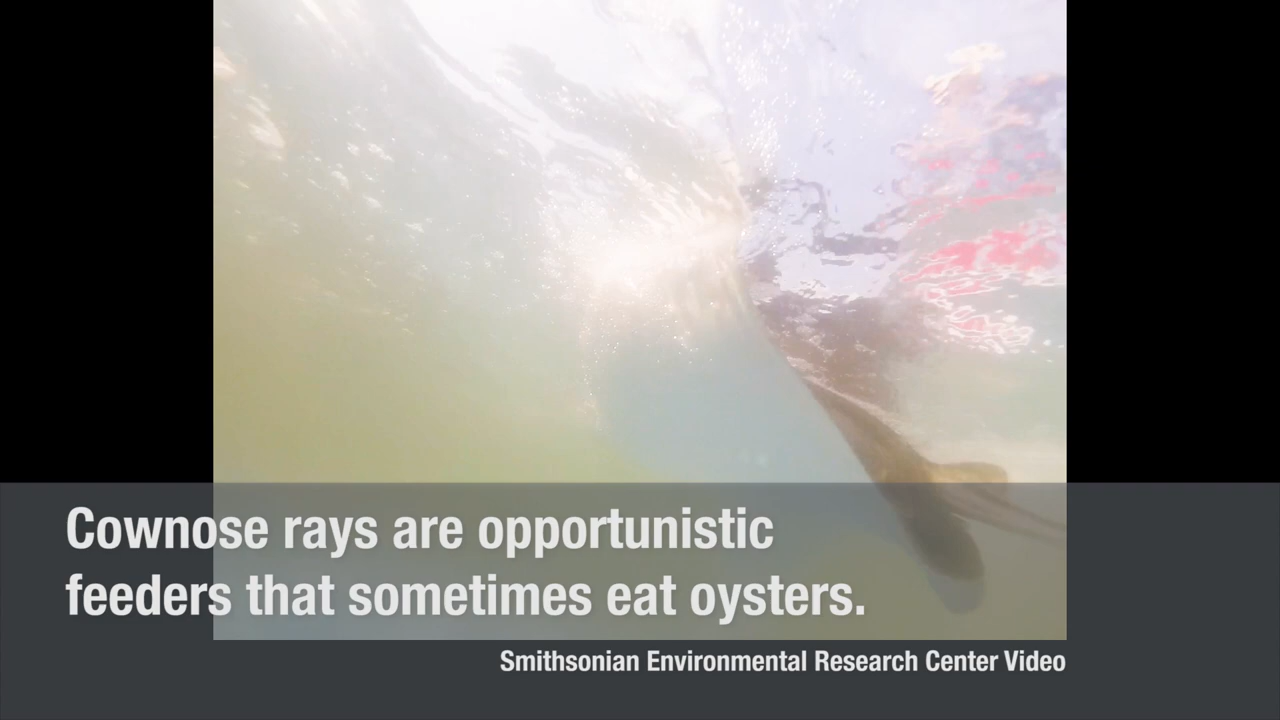 Cownose rays are opportunistic
feeders that sometimes eat oysters.
Smithsonian Environmental Research Center Video